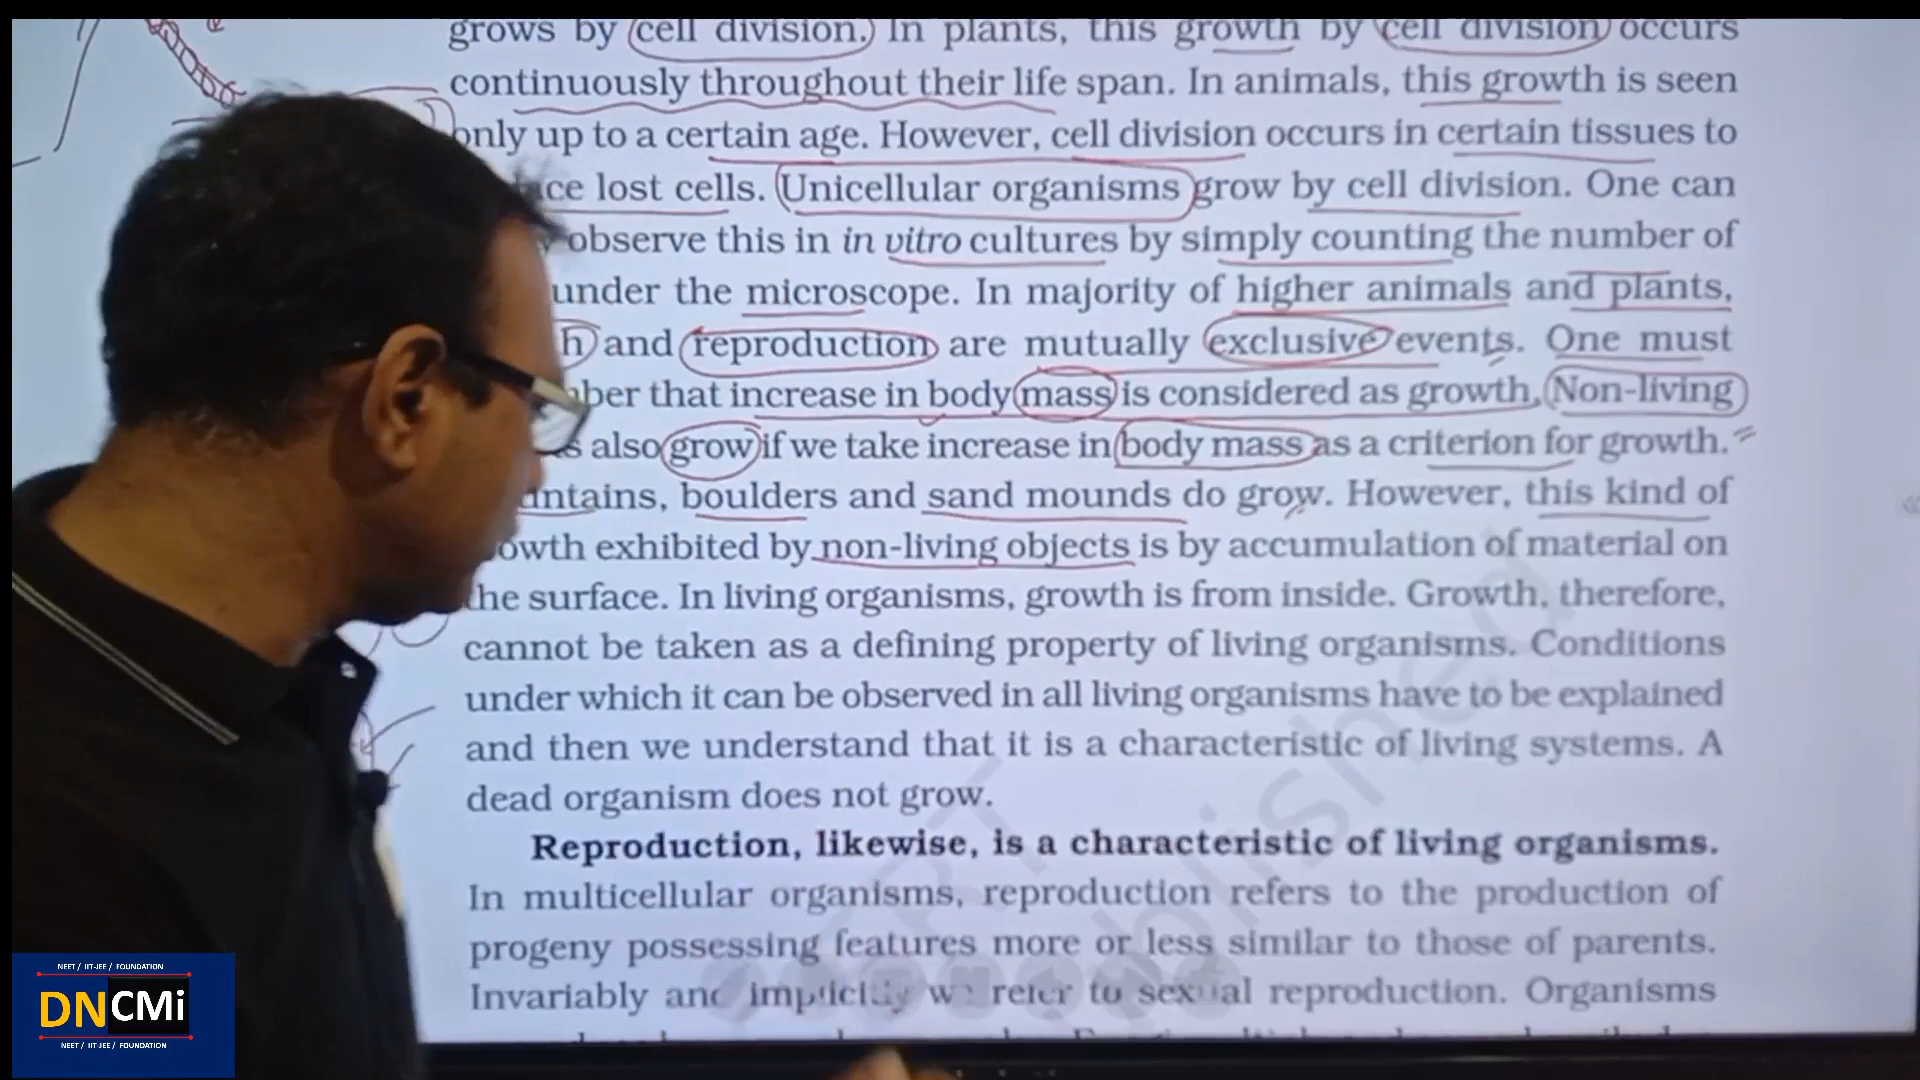 grows by cell division. In plants, this growth by cell division occurs
continuously throughout their life span. In animals, this growth is seen
only up to a certain age. However, cell division occurs in certain tissues to
lost cells. Unicellular organisms grow by cell division. One can
observe this in in vitro cultures by simply counting the number of
under the microscope. In majority of higher animals and plants,
and reproduction are mutually exclusive events. One must
that increase in body mass is considered as growth. Non-living
also grow if we take increase in body mass as a criterion for growth.
boulders and sand mounds do grow. However, this kind of
exhibited by non-living objects is by accumulation of material on
the surface. In living organisms, growth is from inside. Growth, therefore,
cannot be taken as a defining property of living organisms. Conditions
under which it can be observed in all living organisms have to be explained
and then we understand that it is a characteristic of living systems. A
dead organism does not grow.
Reproduction, likewise, is a characteristic of living organisms.
In multicellular organisms, reproduction refers to the production of
progeny possessing features more or less similar to those of parents.
Invariably and implicitly we refer to sexual reproduction. Organisms
NEET / IIT-JEE / FOUNDATION
DNCMi
NEET / IIT-JEE / FOUNDATION